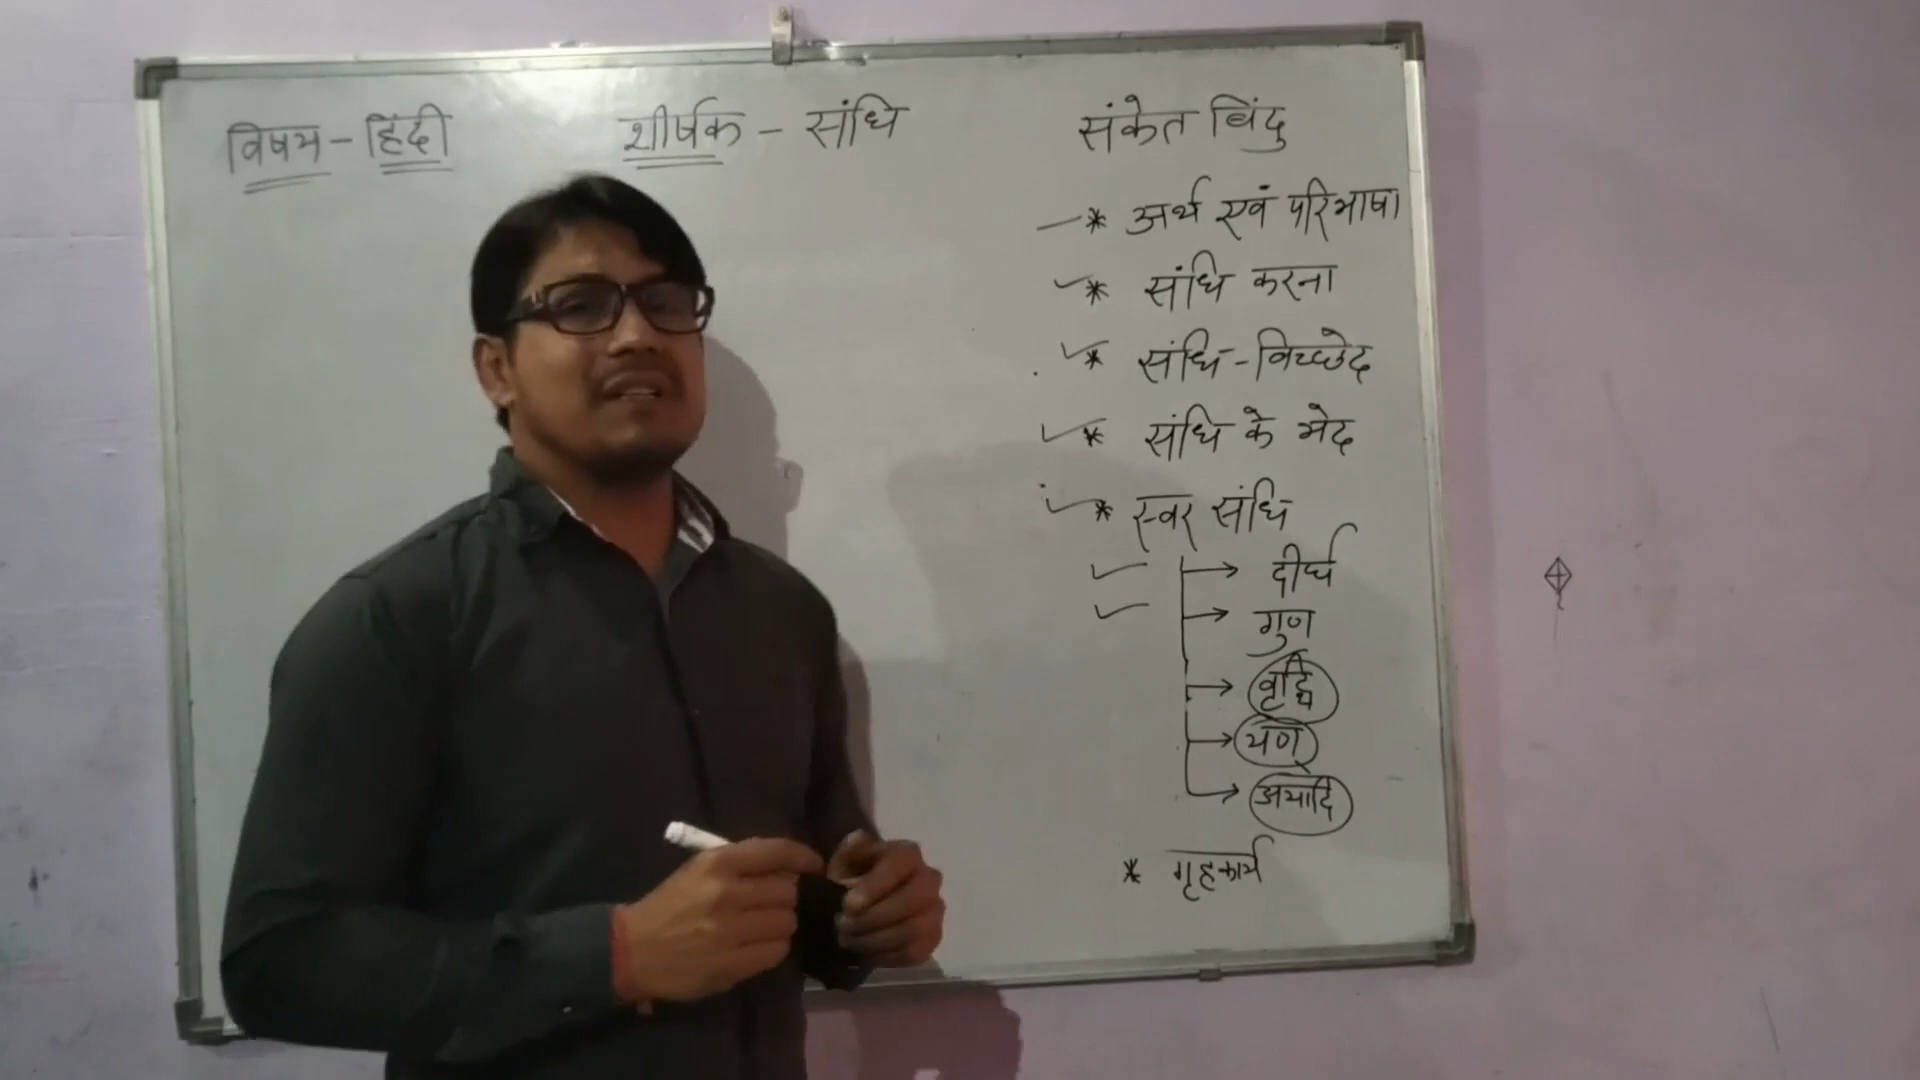 विषय - हिंदी
शीर्षक - संधि
संकेत बिंदु
* अर्थ एवं परिभाषा
* संधि करना
* संधि-विच्छेद
* संधि के भेद
* स्वर संधि
→ दीर्घ
→ गुण
→ वृद्धि
→ यण
→ अयादि
* गृहकार्य